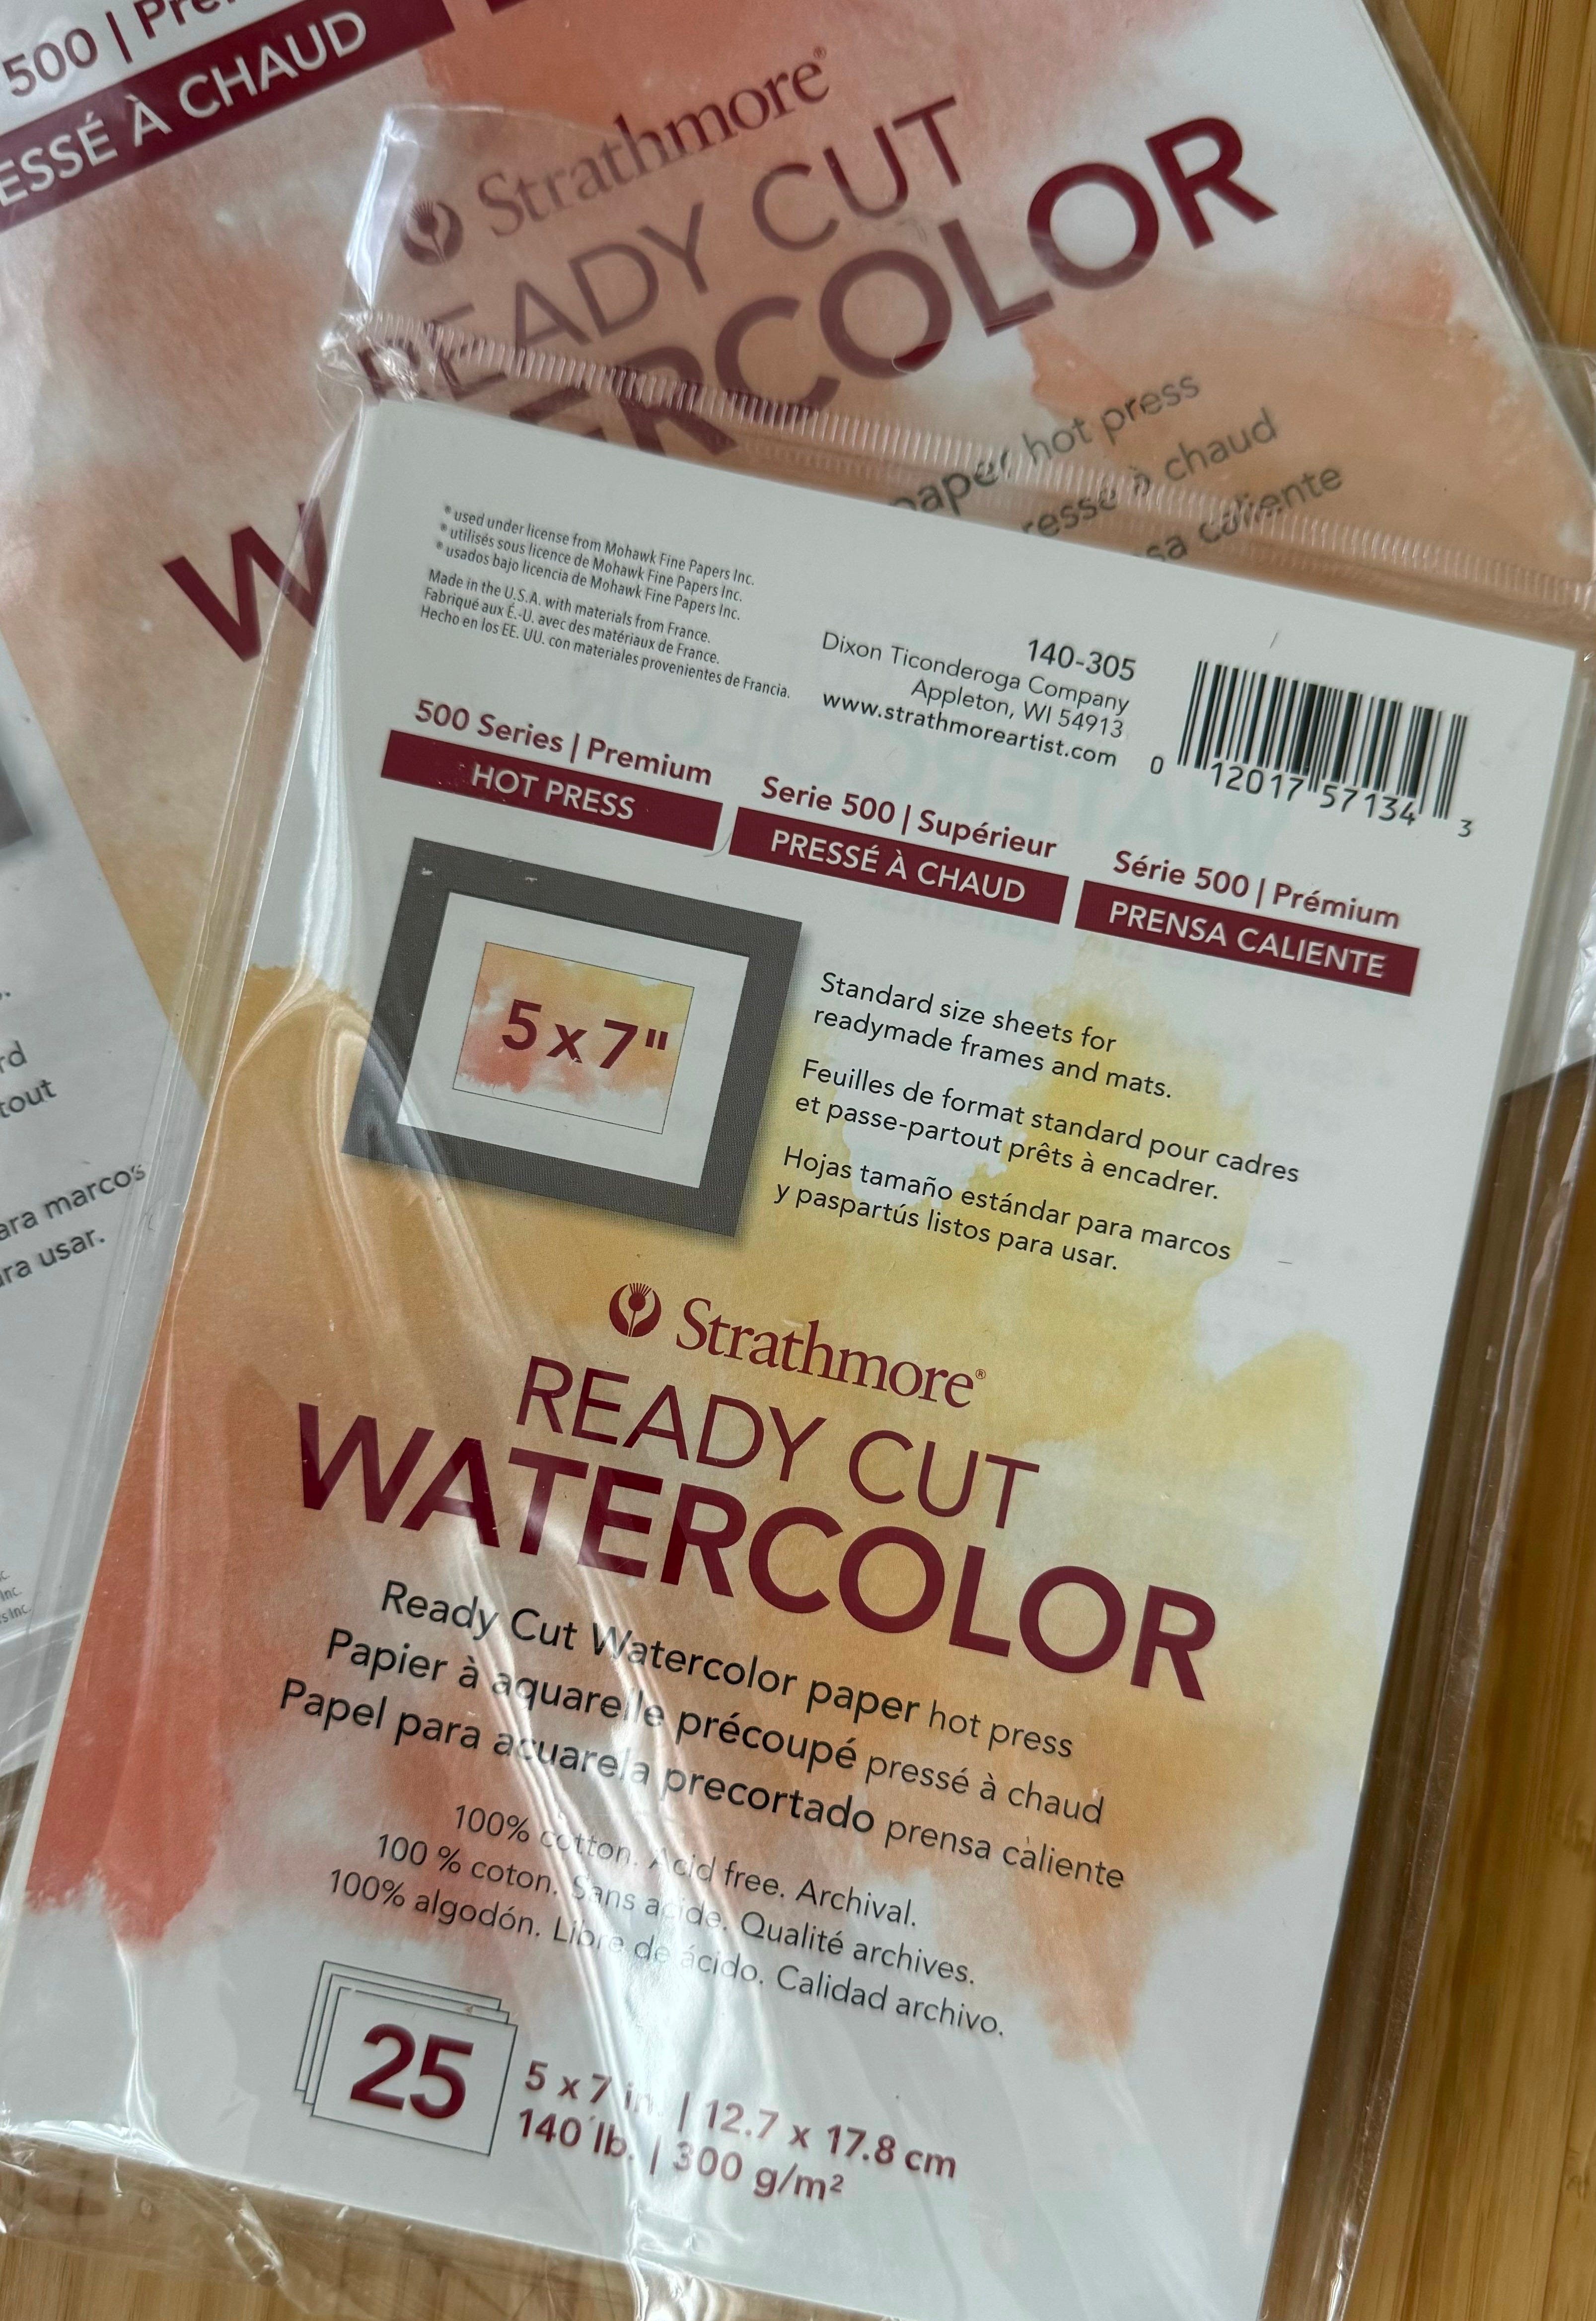 500 | Pre
ESSÉ À CHAUD
Strathmore®
READY CUT
W ERCOLOR
paper hot press
resse à chaud
sa caliente
rd
tout
ara marcos
ra usar.
Inc.
s Inc.
* used under license from Mohawk Fine Papers Inc.
* utilisés sous licence de Mohawk Fine Papers Inc.
* usados bajo licencia de Mohawk Fine Papers Inc.
Made in the U.S.A. with materials from France.
Fabriqué aux É.-U. avec des matériaux de France.
Hecho en los EE. UU. con materiales provenientes de Francia.
140-305
Dixon Ticonderoga Company
Appleton, WI 54913
www.strathmoreartist.com
0 12017 57134 3
500 Series | Premium
HOT PRESS
Serie 500 | Supérieur
PRESSÉ À CHAUD
Série 500 | Prémium
PRENSA CALIENTE
5 x 7"
Standard size sheets for
readymade frames and mats.
Feuilles de format standard pour cadres
et passe-partout prêts à encadrer.
Hojas tamaño estándar para marcos
y paspartús listos para usar.
Strathmore®
READY CUT
WATERCOLOR
Ready Cut Watercolor paper hot press
Papier à aquarelle précoupé pressé à chaud
Papel para acuarela precortado prensa caliente
100% cotton. Acid free. Archival.
100 % coton. Sans acide. Qualité archives.
100% algodón. Libre de ácido. Calidad archivo.
25
5 x 7 in. | 12.7 x 17.8 cm
140 lb. | 300 g/m²